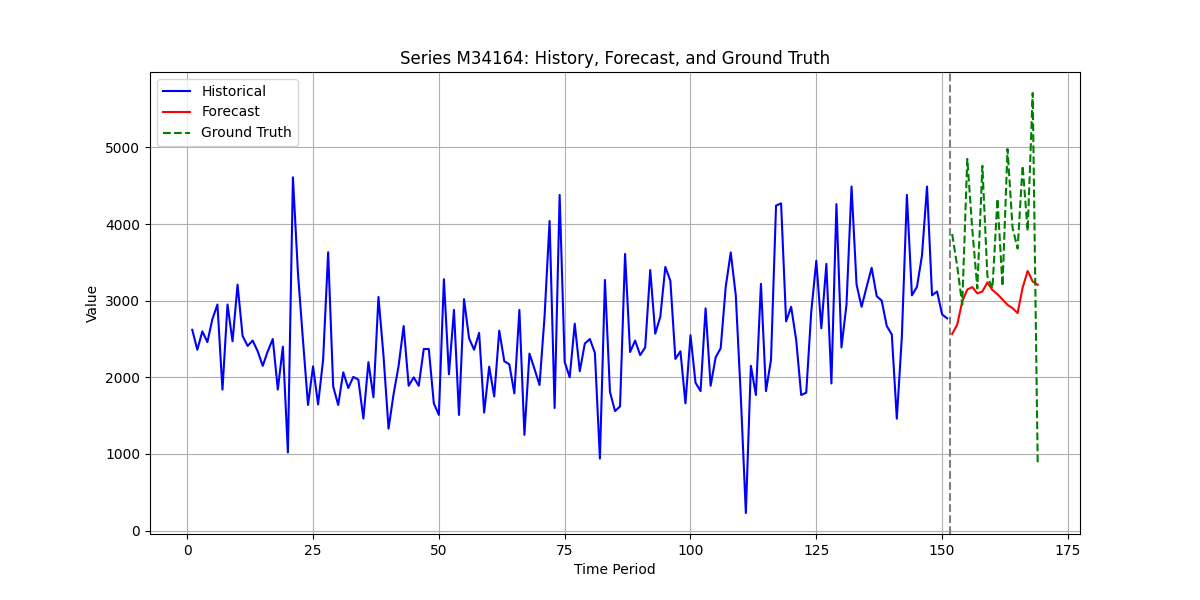 Series M34164: History, Forecast, and Ground Truth
Historical
Forecast
Ground Truth
Value
5000
4000
3000
2000
1000
0
0 25 50 75 100 125 150 175
Time Period